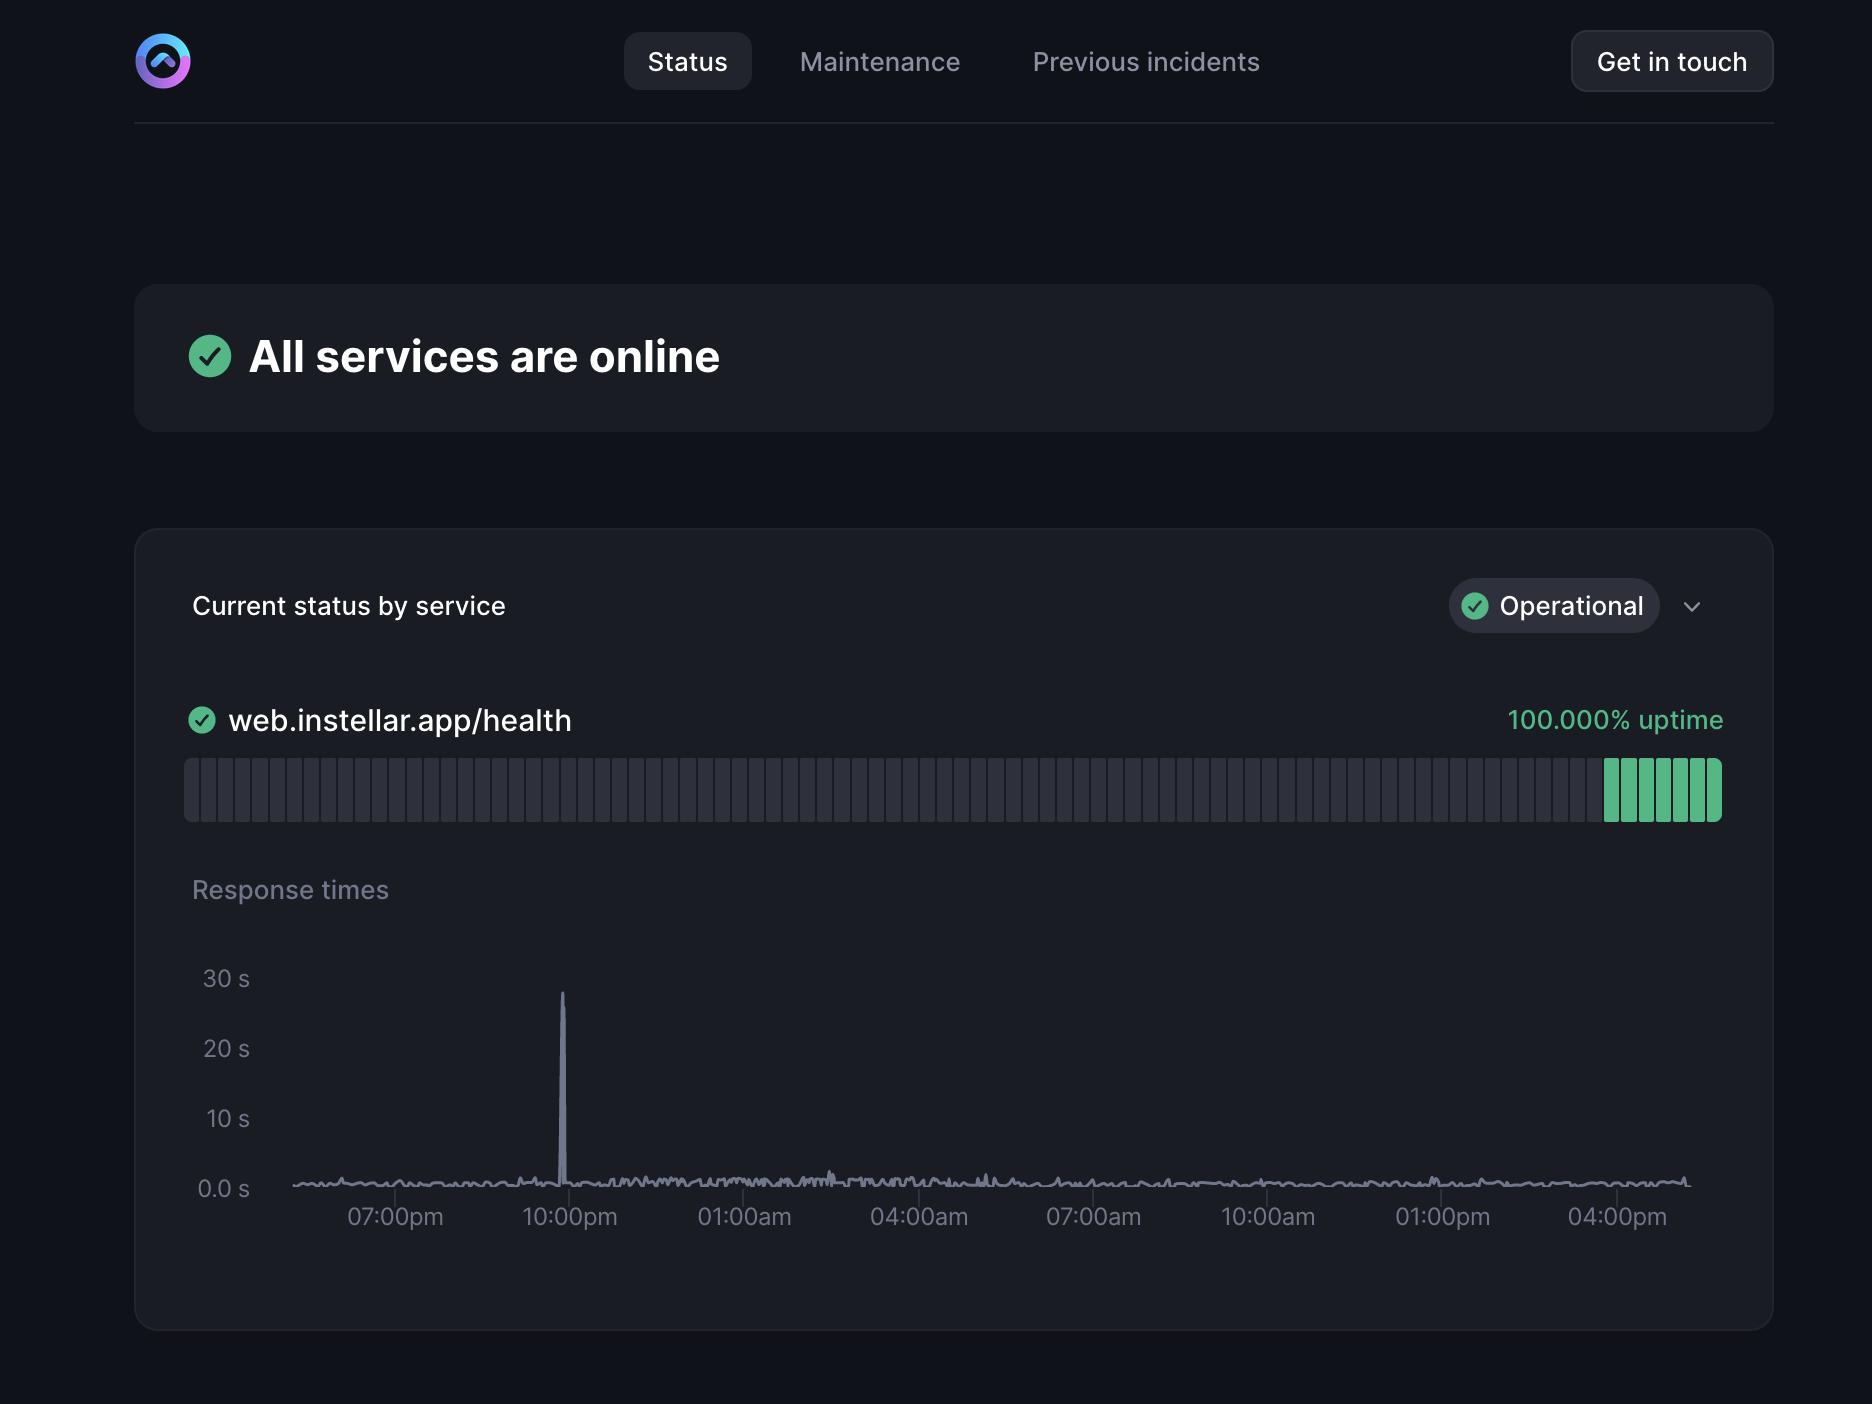 Status
Maintenance
Previous incidents
Get in touch
All services are online
Current status by service
Operational
web.instellar.app/health
100.000% uptime
Response times
30 s
20 s
10 s
0.0 s
07:00pm
10:00pm
01:00am
04:00am
07:00am
10:00am
01:00pm
04:00pm